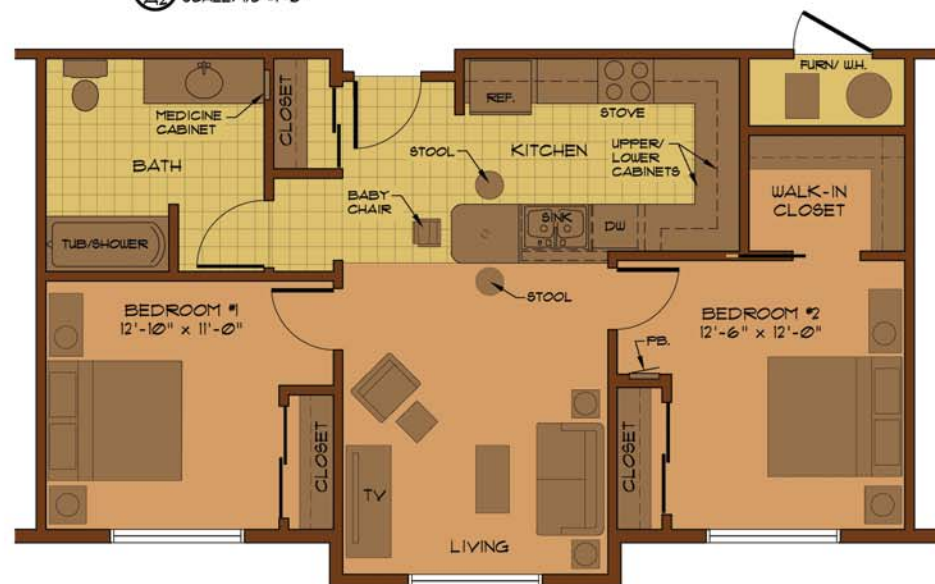 FURN/ W.H.
REF.
STOVE
MEDICINE
CABINET
CLOSET
BATH
STOOL
KITCHEN
UPPER/
LOWER
CABINETS
WALK-IN
CLOSET
BABY
CHAIR
SINK
DW
TUB/SHOWER
STOOL
BEDROOM #1
12'-10" x 11'-0"
BEDROOM #2
12'-6" x 12'-0"
PB.
CLOSET
CLOSET
TV
LIVING